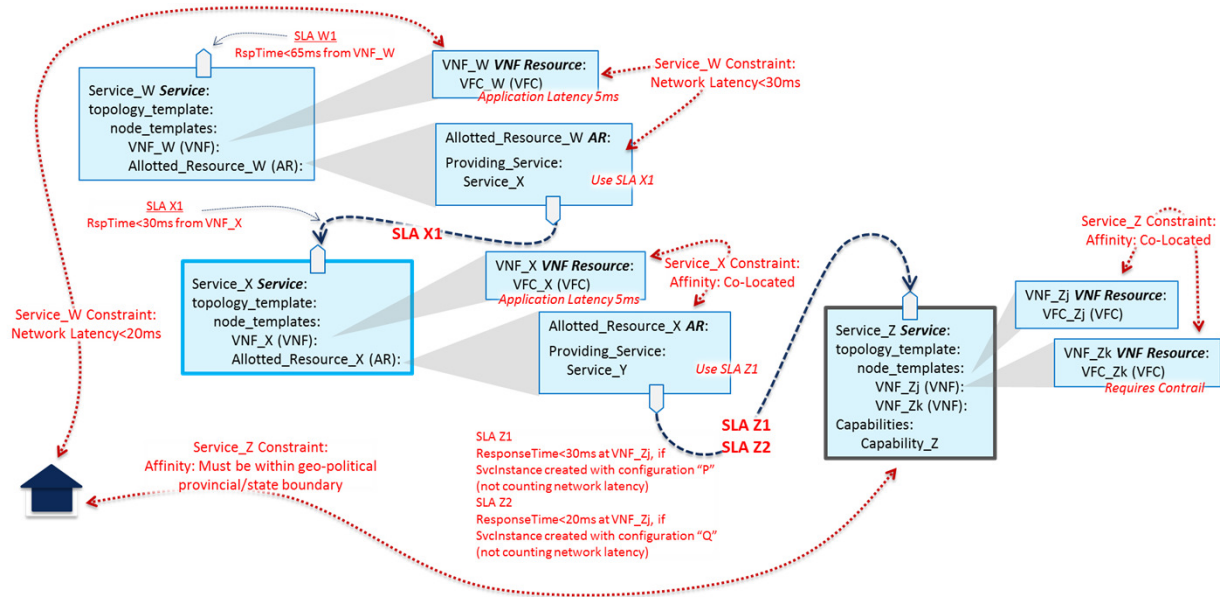 SLA W1
RspTime<65ms from VNF_W
Service_W Service:
topology_template:
node_templates:
VNF_W (VNF):
Allotted_Resource_W (AR):
VNF_W VNF Resource:
VFC_W (VFC)
Application Latency 5ms
Service_W Constraint:
Network Latency<30ms
Allotted_Resource_W AR:
Providing_Service:
Service_X
Use SLA X1
SLA X1
RspTime<30ms from VNF_X
SLA X1
Service_X Service:
topology_template:
node_templates:
VNF_X (VNF):
Allotted_Resource_X (AR):
VNF_X VNF Resource:
VFC_X (VFC)
Application Latency 5ms
Service_X Constraint:
Affinity: Co-Located
Allotted_Resource_X AR:
Providing_Service:
Service_Y
Use SLA Z1
Service_W Constraint:
Network Latency<20ms
Service_Z Constraint:
Affinity: Co-Located
VNF_Zj VNF Resource:
VFC_Zj (VFC)
VNF_Zk VNF Resource:
VFC_Zk (VFC)
Requires Contrail
Service_Z Service:
topology_template:
node_templates:
VNF_Zj (VNF):
VNF_Zk (VNF):
Capabilities:
Capability_Z
SLA Z1
SLA Z2
Service_Z Constraint:
Affinity: Must be within geo-political
provincial/state boundary
SLA Z1
ResponseTime<30ms at VNF_Zj, if
SvcInstance created with configuration “P”
(not counting network latency)
SLA Z2
ResponseTime<20ms at VNF_Zj, if
SvcInstance created with configuration “Q”
(not counting network latency)